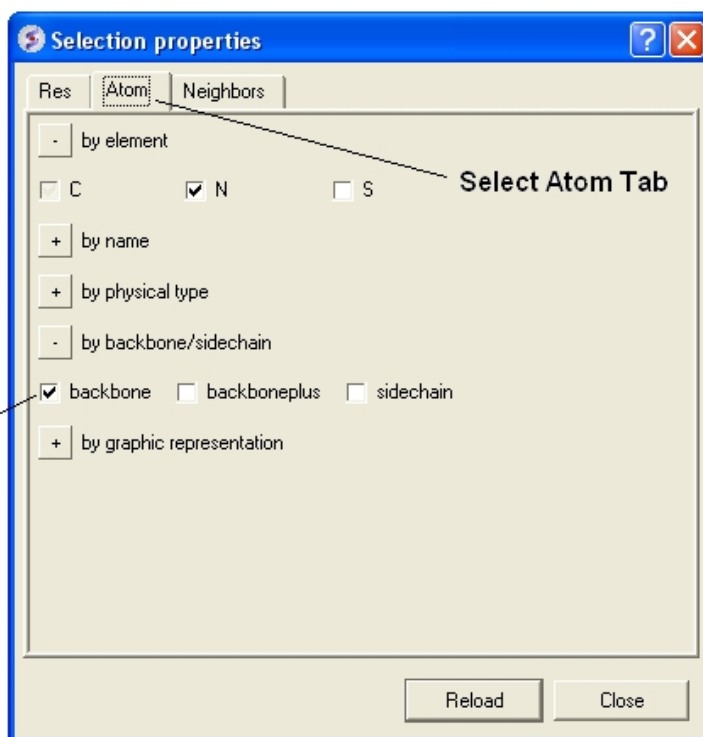 Selection properties
Res Atom Neighbors
- by element
C N S
Select Atom Tab
+ by name
+ by physical type
- by backbone/sidechain
backbone backboneplus sidechain
+ by graphic representation
Reload Close